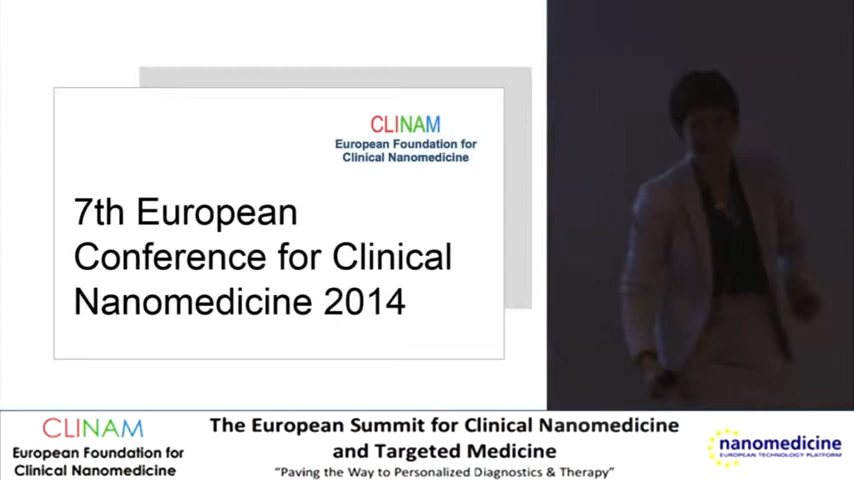 CLINAM
European Foundation for
Clinical Nanomedicine
7th European
Conference for Clinical
Nanomedicine 2014
CLINAM
European Foundation for
Clinical Nanomedicine
The European Summit for Clinical Nanomedicine
and Targeted Medicine
"Paving the Way to Personalized Diagnostics & Therapy"
nanomedicine
EUROPEAN TECHNOLOGY PLATFORM